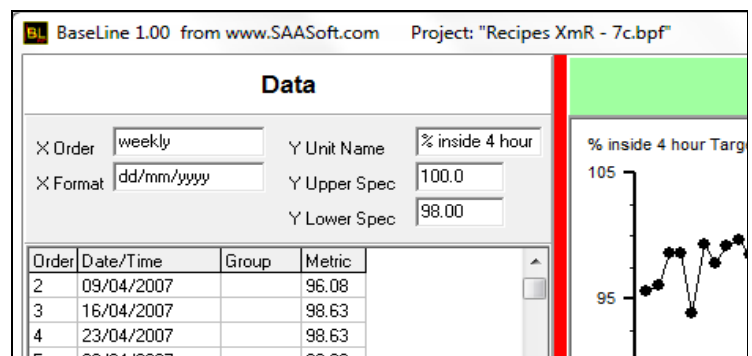 BL BaseLine 1.00 from www.SAASoft.com Project: "Recipes XmR - 7c.bpf"
Data
X Order weekly Y Unit Name % inside 4 hour
X Format dd/mm/yyyy Y Upper Spec 100.0
Y Lower Spec 98.00
Order Date/Time Group Metric
2 09/04/2007 96.08
3 16/04/2007 98.63
4 23/04/2007 98.63
% inside 4 hour Targ
105
95